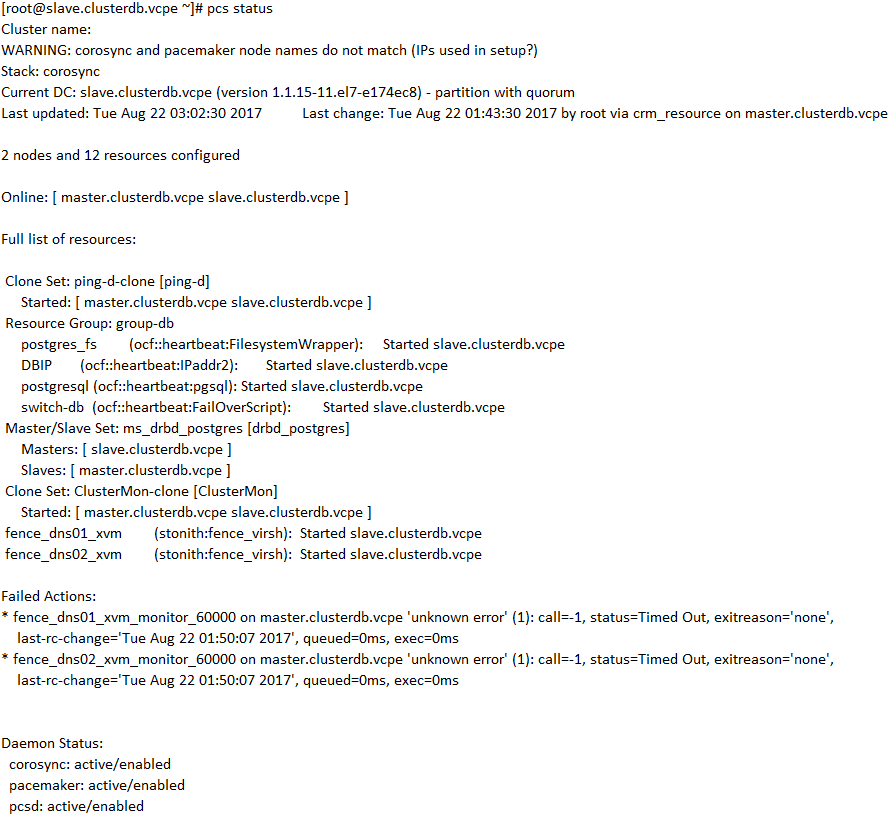 [root@slave.clusterdb.vcpe ~]# pcs status
Cluster name:
WARNING: corosync and pacemaker node names do not match (IPs used in setup?)
Stack: corosync
Current DC: slave.clusterdb.vcpe (version 1.1.15-11.el7-e174ec8) - partition with quorum
Last updated: Tue Aug 22 03:02:30 2017 Last change: Tue Aug 22 01:43:30 2017 by root via crm_resource on master.clusterdb.vcpe
2 nodes and 12 resources configured
Online: [ master.clusterdb.vcpe slave.clusterdb.vcpe ]
Full list of resources:
Clone Set: ping-d-clone [ping-d]
Started: [ master.clusterdb.vcpe slave.clusterdb.vcpe ]
Resource Group: group-db
postgres_fs (ocf::heartbeat:FilesystemWrapper): Started slave.clusterdb.vcpe
DBIP (ocf::heartbeat:IPaddr2): Started slave.clusterdb.vcpe
postgresql (ocf::heartbeat:pgsql): Started slave.clusterdb.vcpe
switch-db (ocf::heartbeat:FailOverScript): Started slave.clusterdb.vcpe
Master/Slave Set: ms_drbd_postgres [drbd_postgres]
Masters: [ slave.clusterdb.vcpe ]
Slaves: [ master.clusterdb.vcpe ]
Clone Set: ClusterMon-clone [ClusterMon]
Started: [ master.clusterdb.vcpe slave.clusterdb.vcpe ]
fence_dns01_xvm (stonith:fence_virsh): Started slave.clusterdb.vcpe
fence_dns02_xvm (stonith:fence_virsh): Started slave.clusterdb.vcpe
Failed Actions:
* fence_dns01_xvm_monitor_60000 on master.clusterdb.vcpe 'unknown error' (1): call=-1, status=Timed Out, exitreason='none',
last-rc-change='Tue Aug 22 01:50:07 2017', queued=0ms, exec=0ms
* fence_dns02_xvm_monitor_60000 on master.clusterdb.vcpe 'unknown error' (1): call=-1, status=Timed Out, exitreason='none',
last-rc-change='Tue Aug 22 01:50:07 2017', queued=0ms, exec=0ms
Daemon Status:
corosync: active/enabled
pacemaker: active/enabled
pcsd: active/enabled